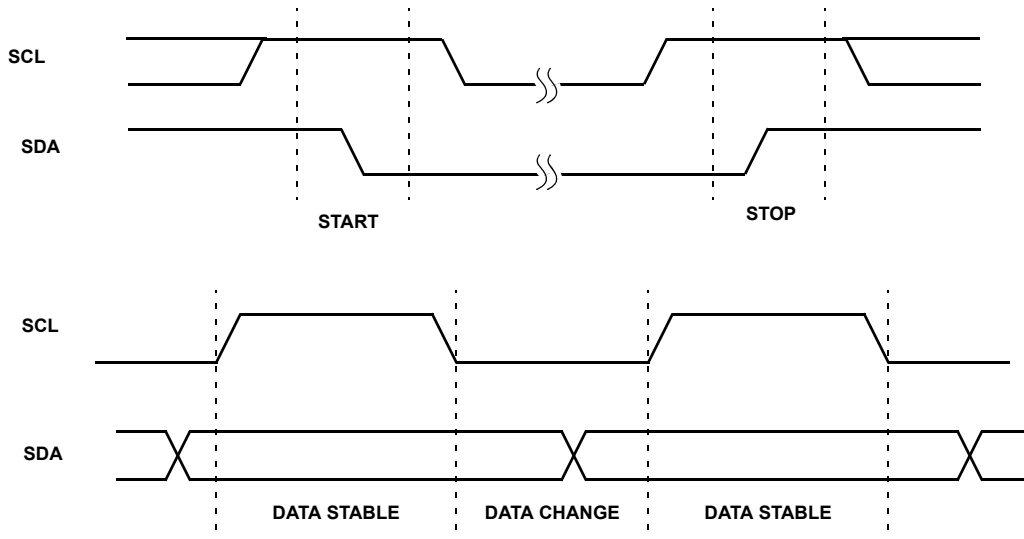 SCL
SDA
START
STOP
SCL
SDA
DATA STABLE
DATA CHANGE
DATA STABLE